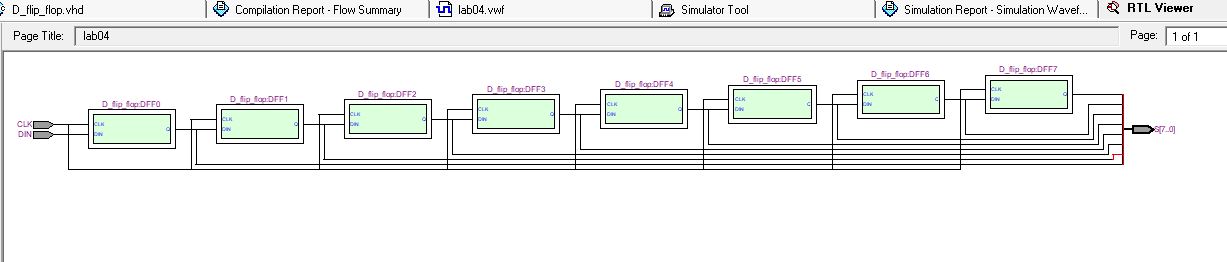 D_flip_flop.vhd
Compilation Report - Flow Summary
lab04.vwf
Simulator Tool
Simulation Report - Simulation Wavef...
RTL Viewer
Page Title: lab04
Page: 1 of 1
D_flip_flop:DFF0
D_flip_flop:DFF1
D_flip_flop:DFF2
D_flip_flop:DFF3
D_flip_flop:DFF4
D_flip_flop:DFF5
D_flip_flop:DFF6
D_flip_flop:DFF7
CLK
DIN
CLK
DIN
Q
CLK
DIN
Q
CLK
DIN
Q
CLK
DIN
Q
CLK
DIN
Q
CLK
DIN
Q
CLK
DIN
Q
CLK
DIN
Q
S[7..0]